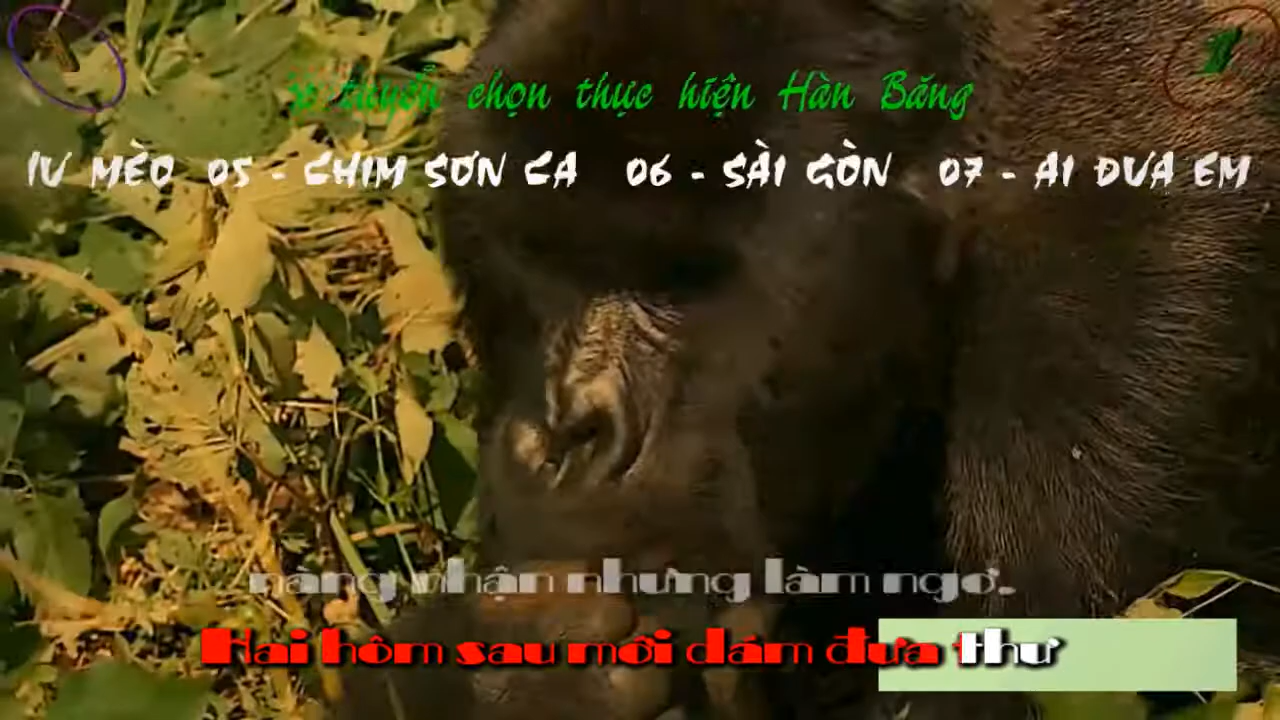 tuyển chọn thực hiện Hàn Băng
IU MÈO 05 - CHIM SƠN CA 06 - SÀI GÒN 07 - AI ĐƯA EM
nàng nhận nhưng làm ngơ.
Hai hôm sau mới dám đưa thư